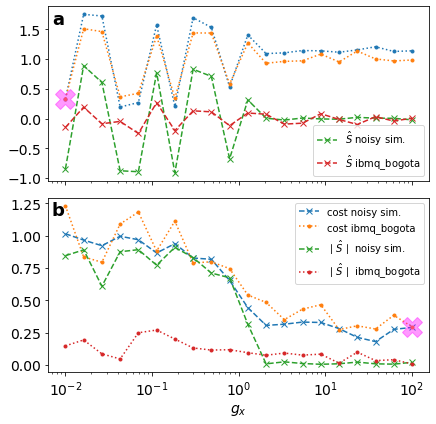 a
1.5
1.0
0.5
0.0
−0.5
−1.0
Ŝ noisy sim.
Ŝ ibmq_bogota
b
1.25
1.00
0.75
0.50
0.25
0.00
cost noisy sim.
cost ibmq_bogota
| Ŝ | noisy sim.
| Ŝ | ibmq_bogota
10⁻² 10⁻¹ 10⁰ 10¹ 10²
gₓ